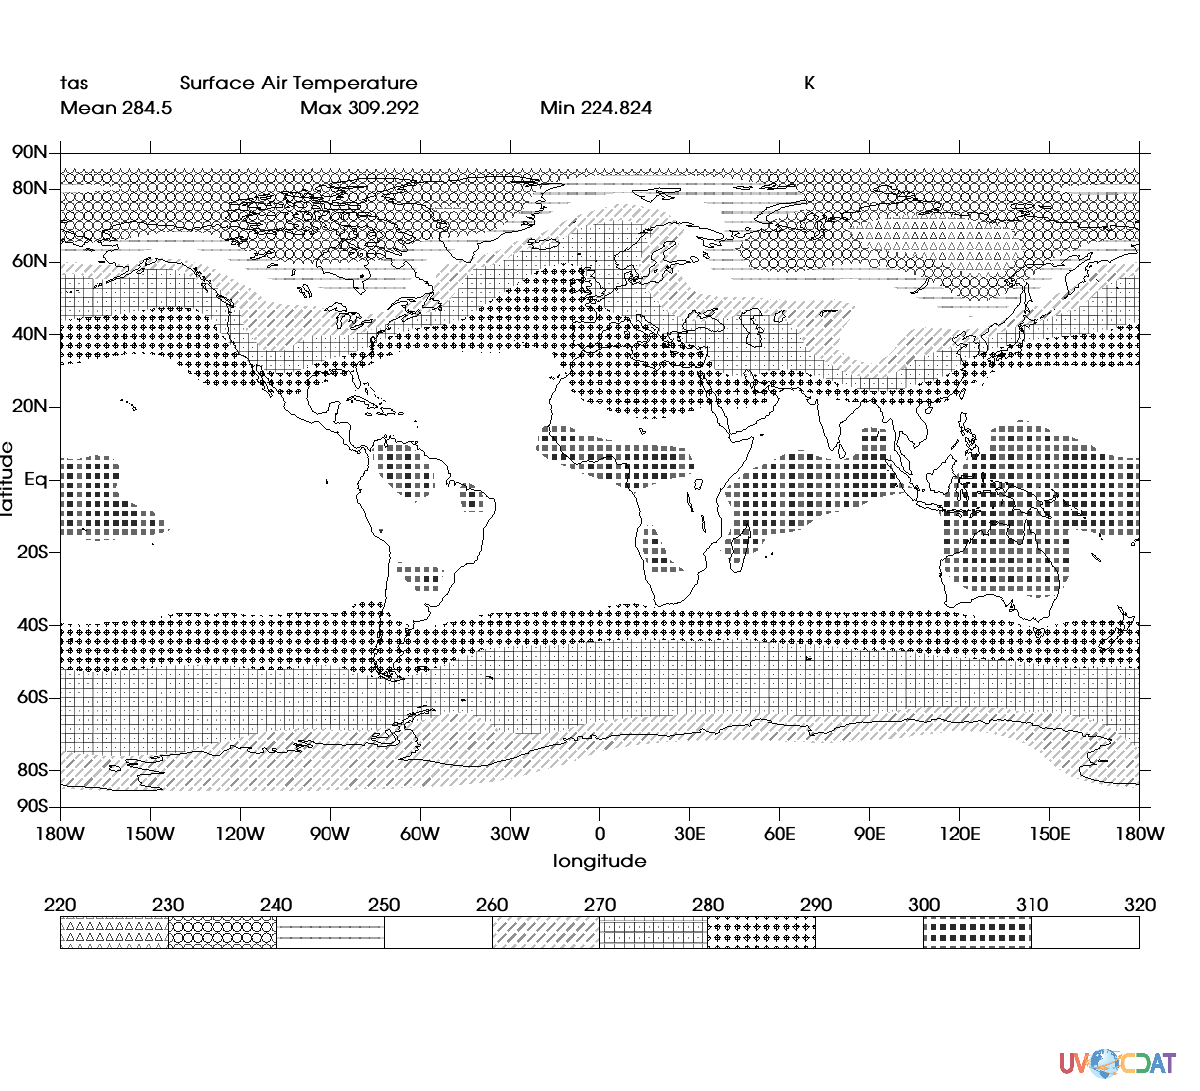 tas Surface Air Temperature K
Mean 284.5 Max 309.292 Min 224.824
90N
80N
60N
40N
20N
Eq
20S
40S
60S
80S
90S
latitude
180W 150W 120W 90W 60W 30W 0 30E 60E 90E 120E 150E 180W
longitude
220 230 240 250 260 270 280 290 300 310 320
UV CDAT